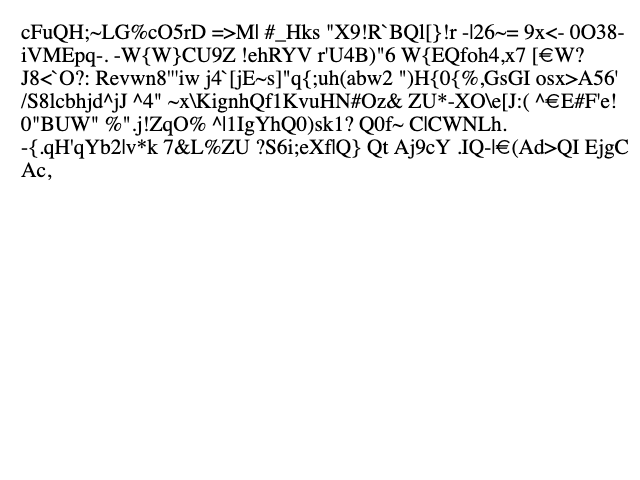 cFuQH;~LG%cO5rD =>M| #_Hks "X9!R`BQl[}!r -|26~= 9x<- 0O38-
iVMEpq-. -W{W}CU9Z !ehRYV r'U4B)"6 W{EQfoh4,x7 [€W?
J8<`O?: Revwn8"'iw j4`[jE~s]"q{;uh(abw2 ")H{0{%,GsGI osx>A56'
/S8lcbhjd^jJ ^4" ~x\KignhQf1KvuHN#Oz& ZU*-XO\e[J:( ^€E#F'e!
0"BUW" %".j!ZqO% ^|1IgYhQ0)sk1? Q0f~ C|CWNLh.
-{.qH'qYb2lv*k 7&L%ZU ?S6i;eXf|Q} Qt Aj9cY .IQ-|€(Ad>QI EjgC
Ac,